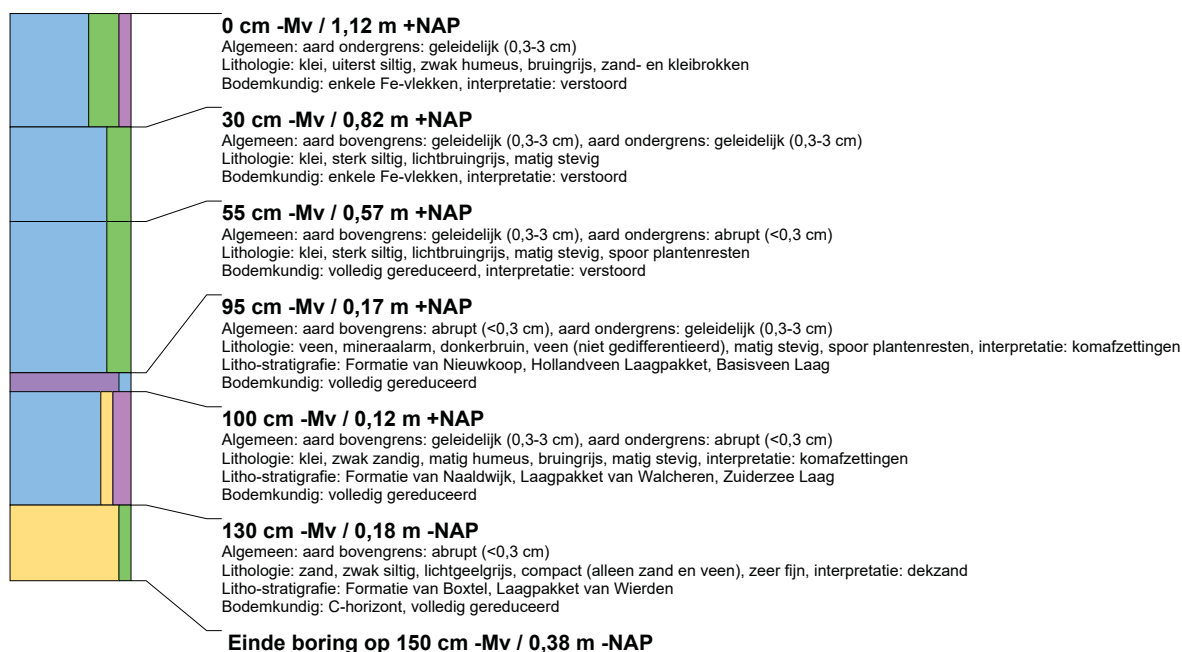 0 cm -Mv / 1,12 m +NAP
Algemeen: aard ondergrens: geleidelijk (0,3-3 cm)
Lithologie: klei, uiterst siltig, zwak humeus, bruingrijs, zand- en kleibrokken
Bodemkundig: enkele Fe-vlekken, interpretatie: verstoord
30 cm -Mv / 0,82 m +NAP
Algemeen: aard bovengrens: geleidelijk (0,3-3 cm), aard ondergrens: geleidelijk (0,3-3 cm)
Lithologie: klei, sterk siltig, lichtbruingrijs, matig stevig
Bodemkundig: enkele Fe-vlekken, interpretatie: verstoord
55 cm -Mv / 0,57 m +NAP
Algemeen: aard bovengrens: geleidelijk (0,3-3 cm), aard ondergrens: abrupt (<0,3 cm)
Lithologie: klei, sterk siltig, lichtbruingrijs, matig stevig, spoor plantenresten
Bodemkundig: volledig gereduceerd, interpretatie: verstoord
95 cm -Mv / 0,17 m +NAP
Algemeen: aard bovengrens: abrupt (<0,3 cm), aard ondergrens: geleidelijk (0,3-3 cm)
Lithologie: veen, mineraalarm, donkerbruin, veen (niet gedifferentieerd), matig stevig, spoor plantenresten, interpretatie: komafzettingen
Litho-stratigrafie: Formatie van Nieuwkoop, Hollandveen Laagpakket, Basisveen Laag
Bodemkundig: volledig gereduceerd
100 cm -Mv / 0,12 m +NAP
Algemeen: aard bovengrens: geleidelijk (0,3-3 cm), aard ondergrens: abrupt (<0,3 cm)
Lithologie: klei, zwak zandig, matig humeus, bruingrijs, matig stevig, interpretatie: komafzettingen
Litho-stratigrafie: Formatie van Naaldwijk, Laagpakket van Walcheren, Zuiderzee Laag
Bodemkundig: volledig gereduceerd
130 cm -Mv / 0,18 m -NAP
Algemeen: aard bovengrens: abrupt (<0,3 cm)
Lithologie: zand, zwak siltig, lichtgeelgrijs, compact (alleen zand en veen), zeer fijn, interpretatie: dekzand
Litho-stratigrafie: Formatie van Boxtel, Laagpakket van Wierden
Bodemkundig: C-horizont, volledig gereduceerd
Einde boring op 150 cm -Mv / 0,38 m -NAP